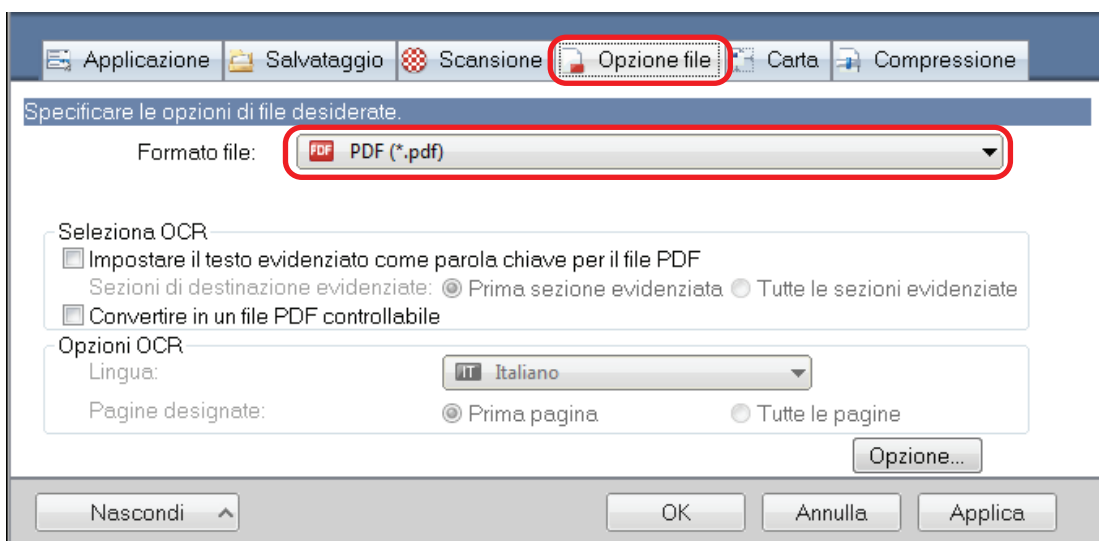 Applicazione Salvataggio Scansione Opzione file Carta Compressione
Specificare le opzioni di file desiderate.
Formato file: PDF PDF (*.pdf)
Seleziona OCR
Impostare il testo evidenziato come parola chiave per il file PDF
Sezioni di destinazione evidenziate: Prima sezione evidenziata Tutte le sezioni evidenziate
Convertire in un file PDF controllabile
Opzioni OCR
Lingua: IT Italiano
Pagine designate: Prima pagina Tutte le pagine
Opzione...
Nascondi OK Annulla Applica